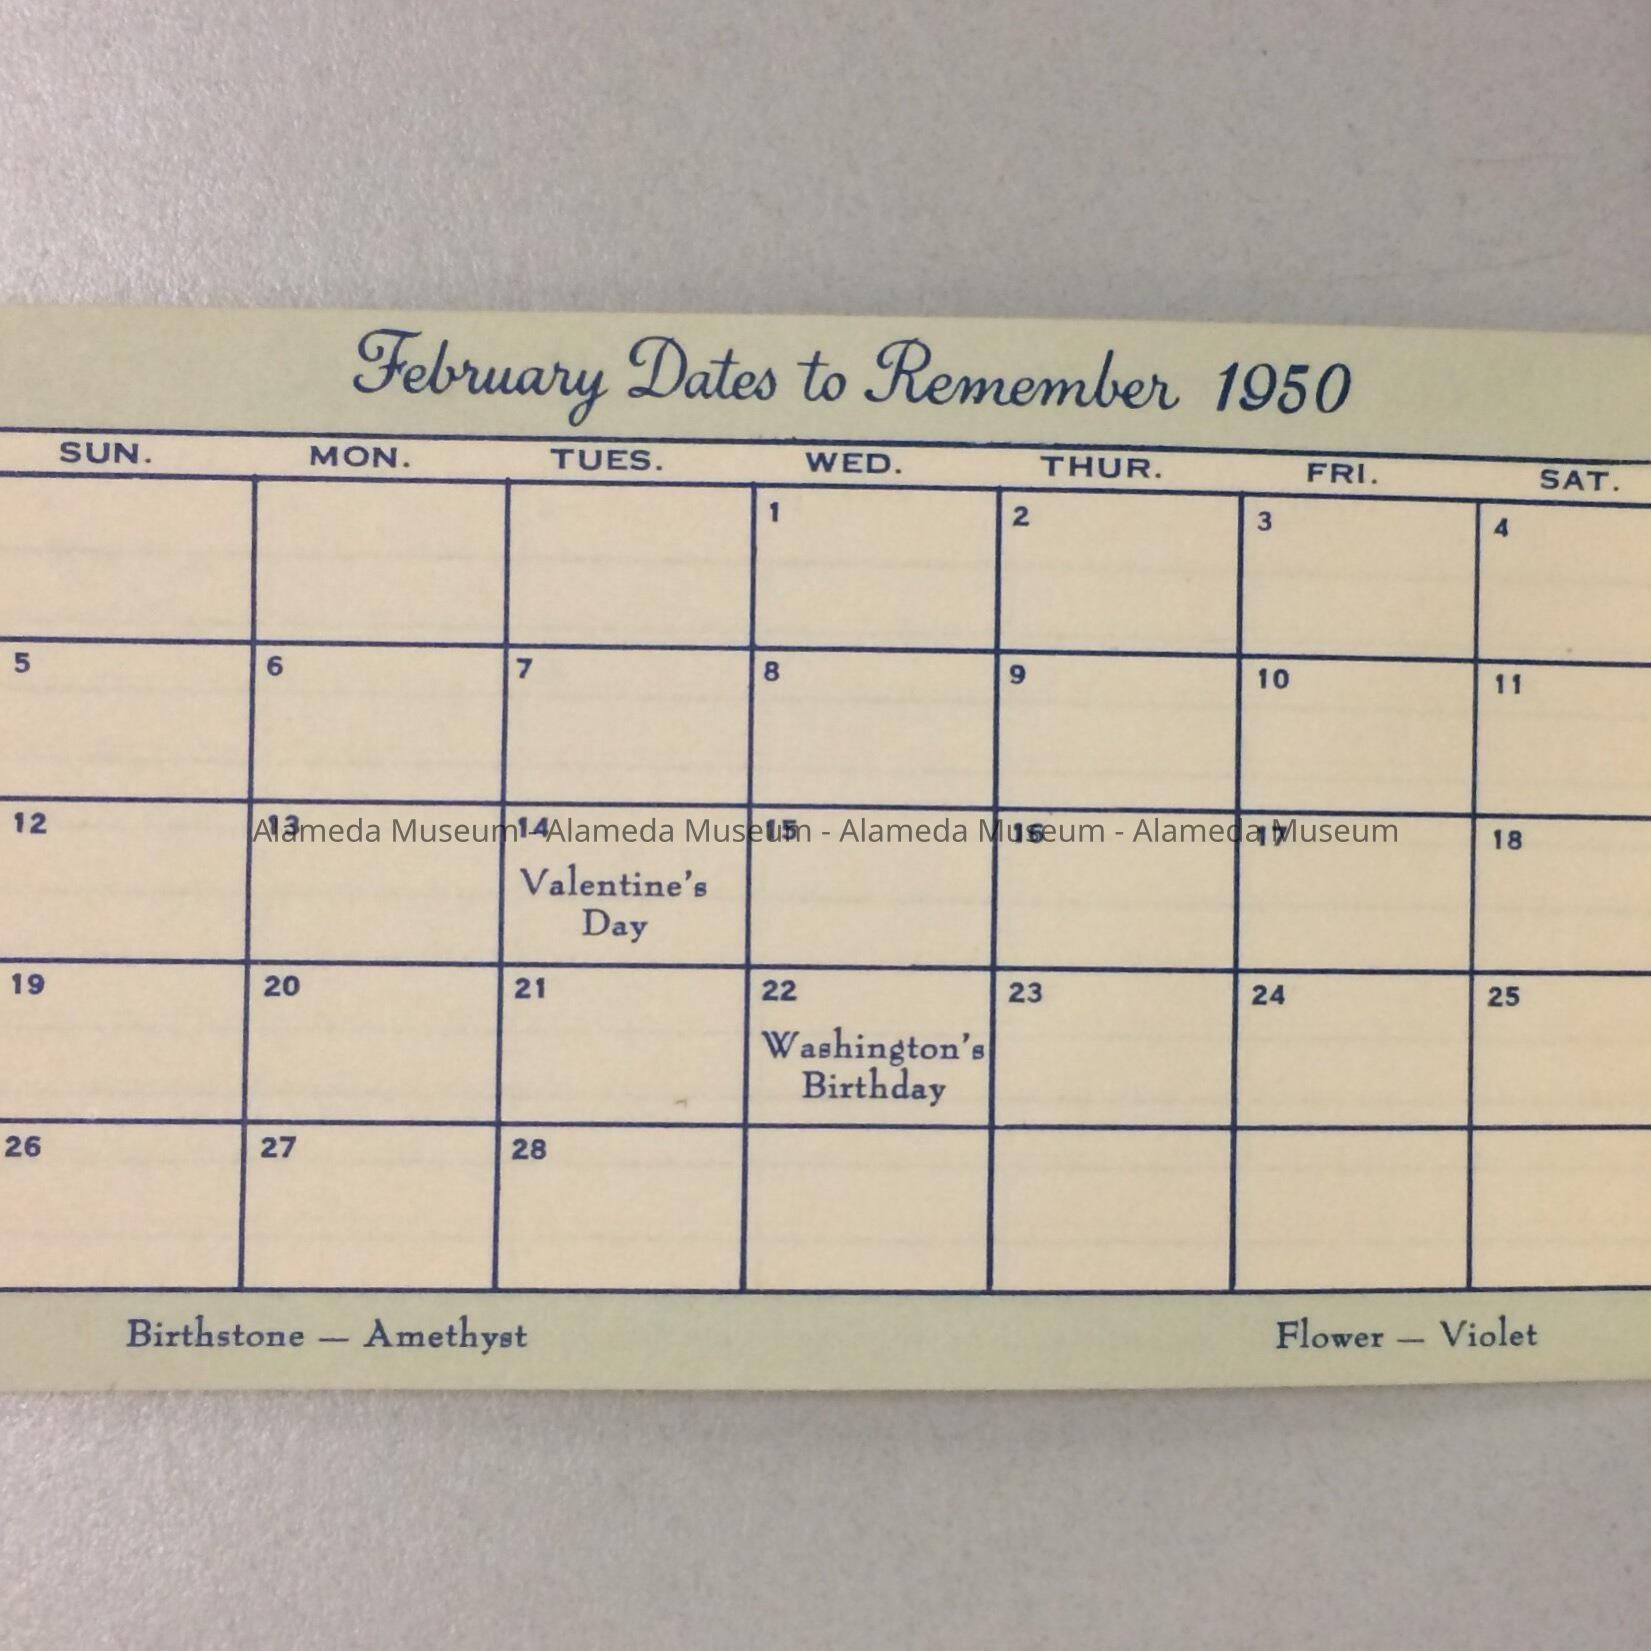 February Dates to Remember 1950
SUN. MON. TUES. WED. THUR. FRI. SAT.
1 2 3 4
5 6 7 8 9 10 11
12 13 14 15 16 17 18
Alameda Museum - Alameda Museum - Alameda Museum - Alameda Museum
Valentine's
Day
19 20 21 22 23 24 25
Washington's
Birthday
26 27 28
Birthstone — Amethyst Flower — Violet